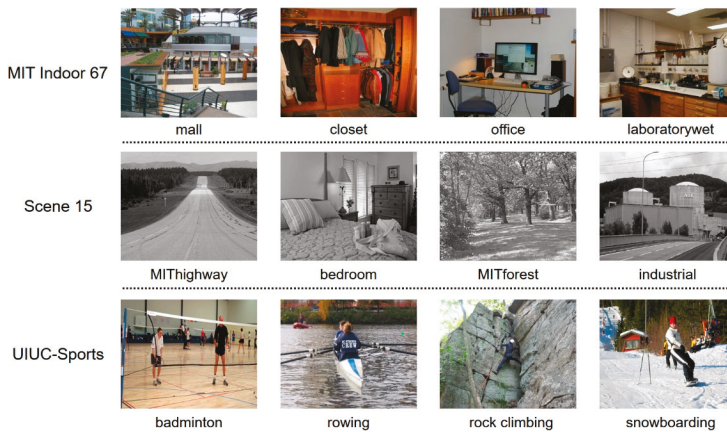 MIT Indoor 67
mall
closet
office
laboratorywet
Scene 15
MIThighway
bedroom
MITforest
industrial
UIUC-Sports
badminton
rowing
rock climbing
snowboarding